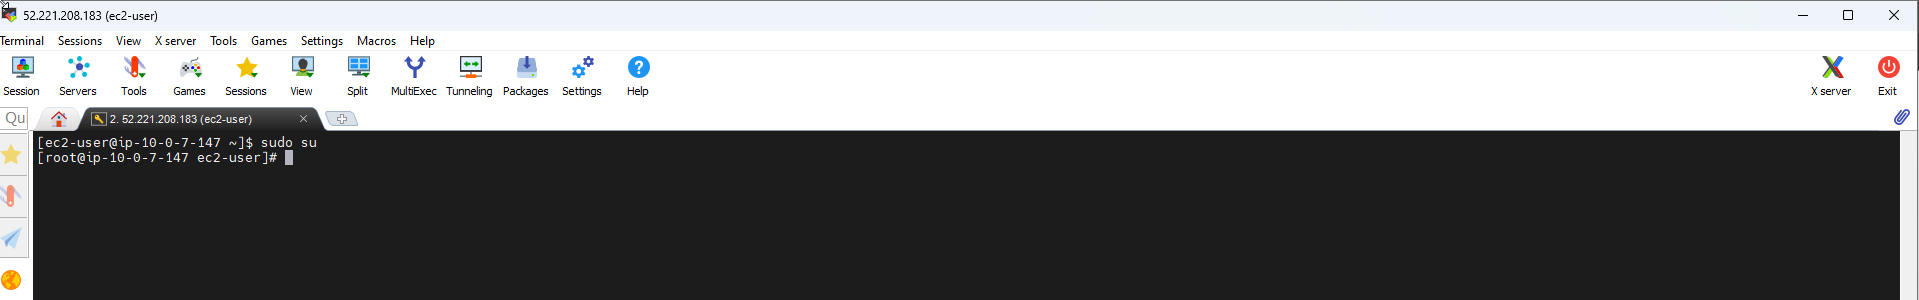 52.221.208.183 (ec2-user)
Terminal Sessions View X server Tools Games Settings Macros Help
Session Servers Tools Games Sessions View Split MultiExec Tunneling Packages Settings Help X server Exit
Qu 2. 52.221.208.183 (ec2-user)
[ec2-user@ip-10-0-7-147 ~]$ sudo su
[root@ip-10-0-7-147 ec2-user]#